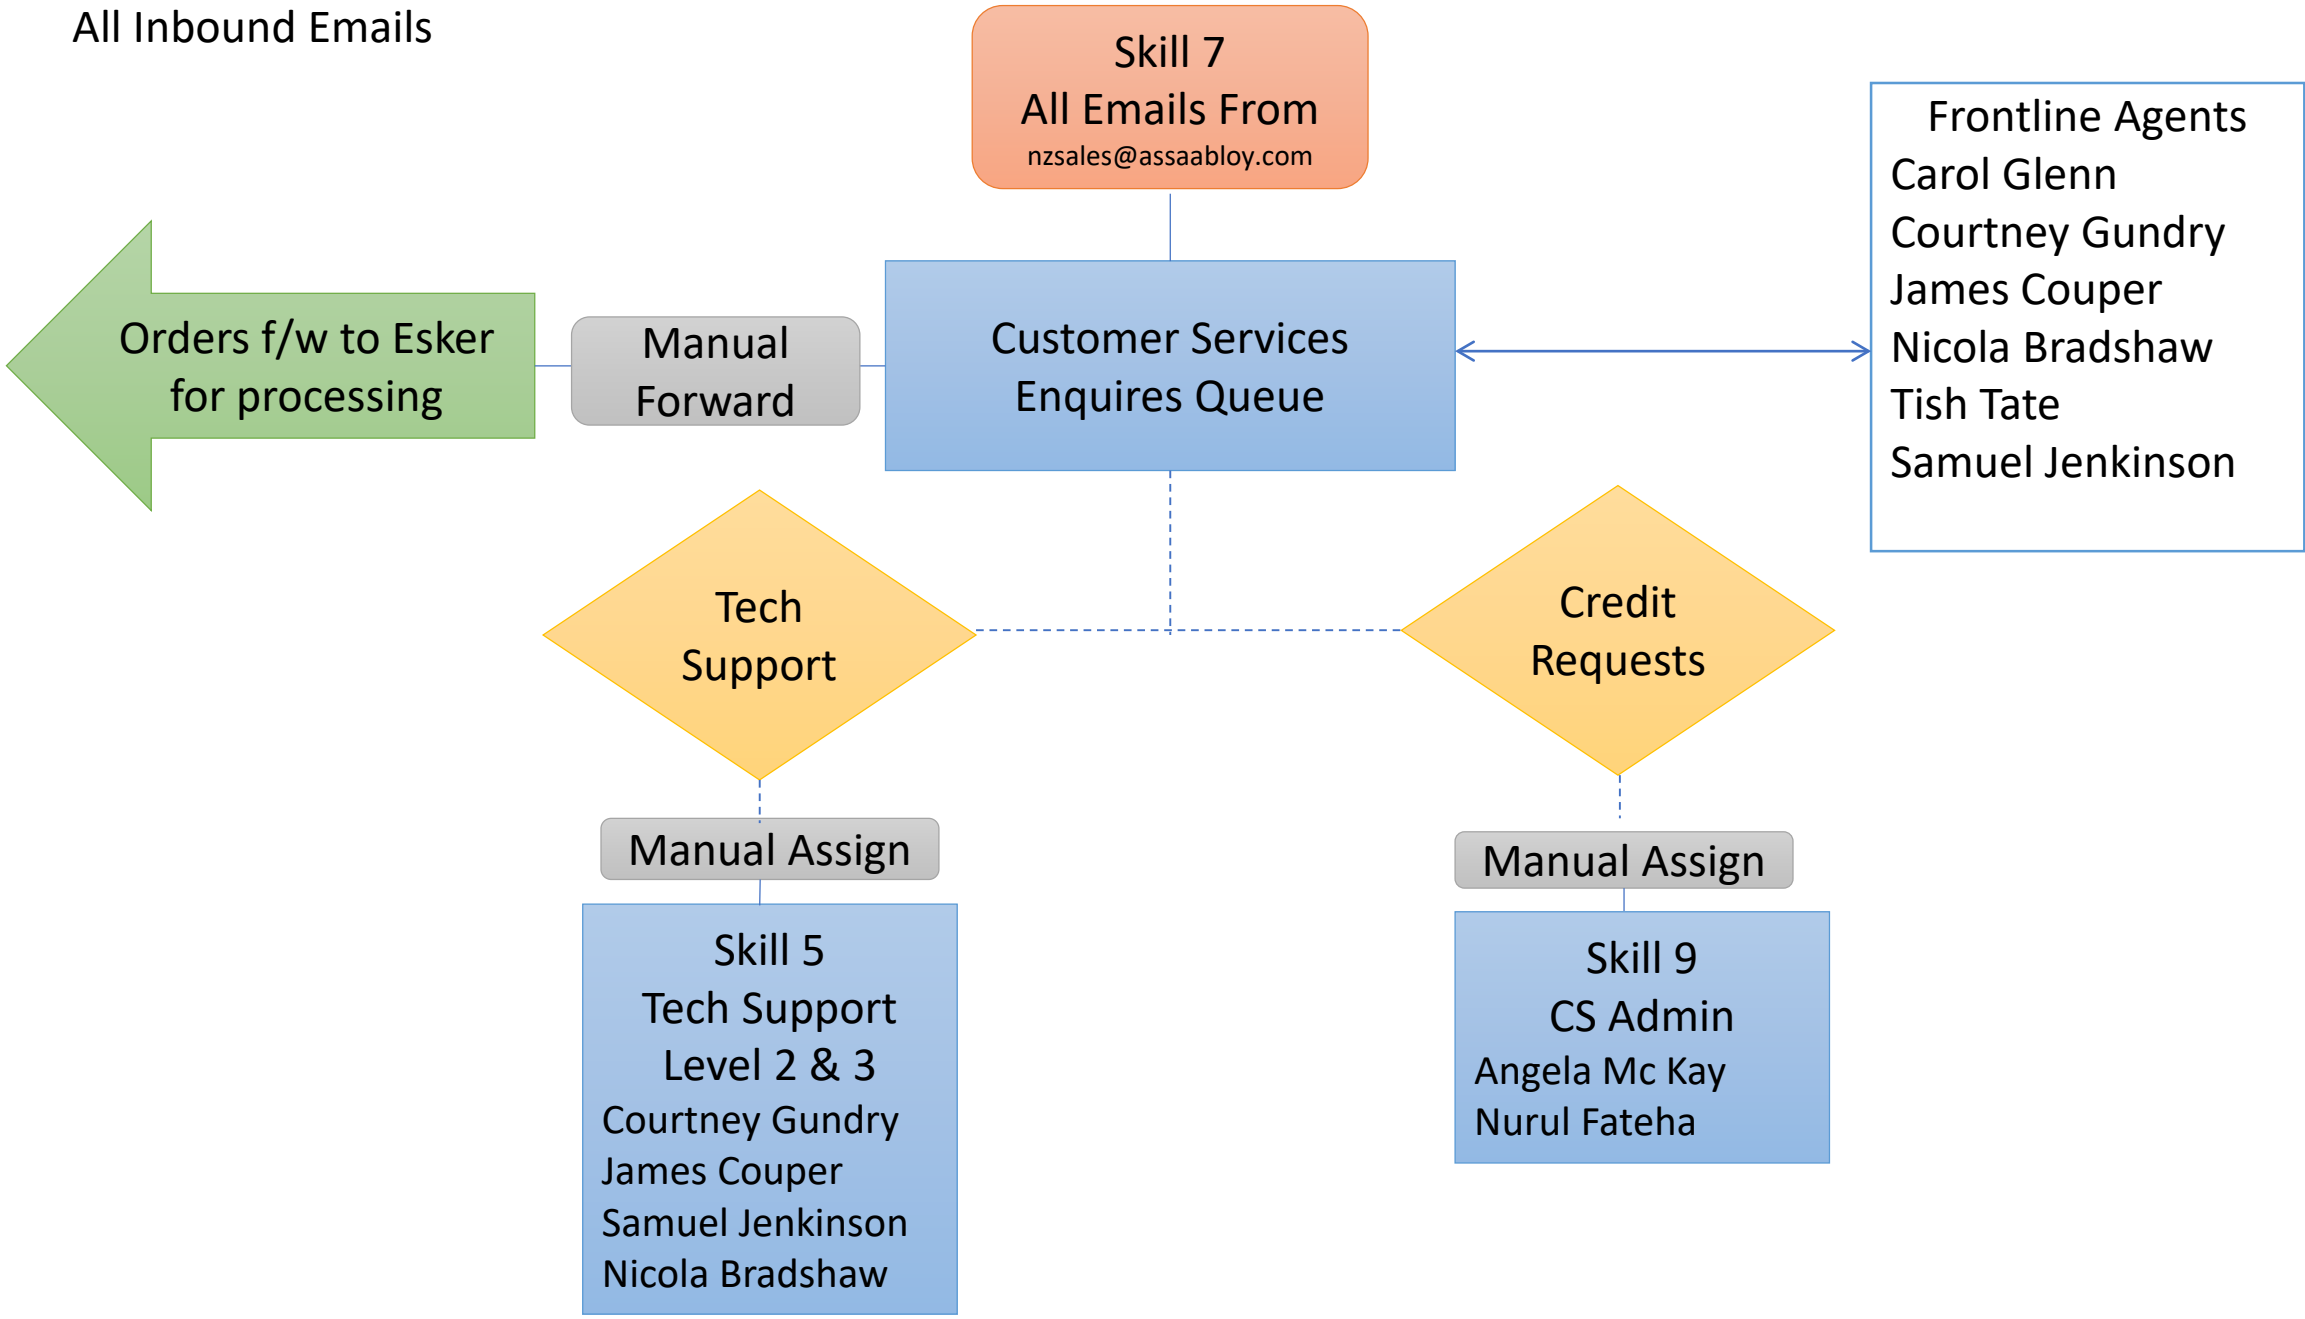 All Inbound Emails
Skill 7
All Emails From
nzsales@assaabloy.com
Frontline Agents
Carol Glenn
Courtney Gundry
James Couper
Nicola Bradshaw
Tish Tate
Samuel Jenkinson
Orders f/w to Esker
for processing
Manual
Forward
Customer Services
Enquires Queue
Tech
Support
Credit
Requests
Manual Assign
Manual Assign
Skill 5
Tech Support
Level 2 & 3
Courtney Gundry
James Couper
Samuel Jenkinson
Nicola Bradshaw
Skill 9
CS Admin
Angela Mc Kay
Nurul Fateha